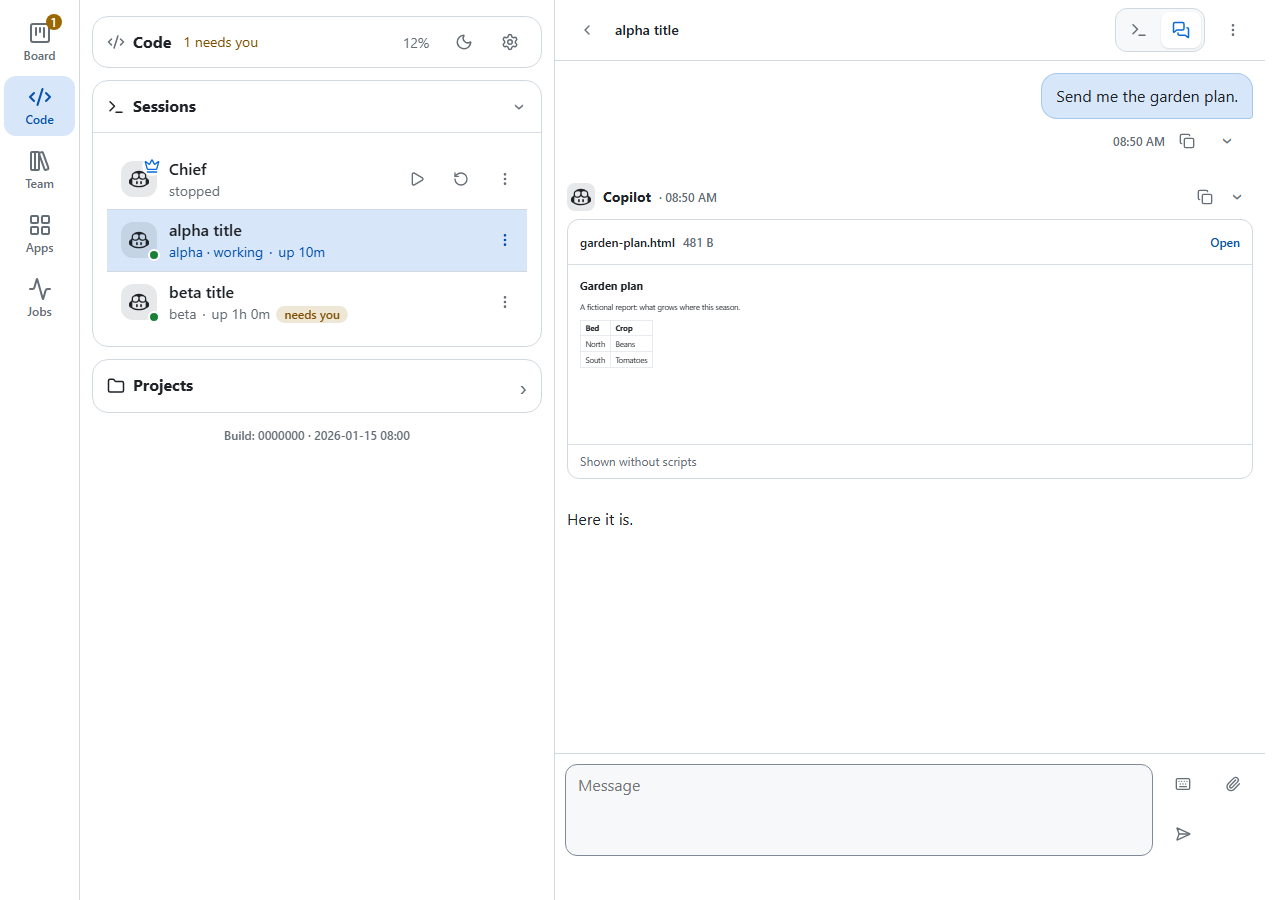 1
Board
Code
Team
Apps
Jobs
Code 1 needs you 12%
Sessions
Chief
stopped
alpha title
alpha · working · up 10m
beta title
beta · up 1h 0m needs you
Projects
Build: 0000000 · 2026-01-15 08:00
alpha title
Send me the garden plan.
08:50 AM
Copilot · 08:50 AM
garden-plan.html 481 B Open
Garden plan
A fictional report: what grows where this season.
Bed Crop
North Beans
South Tomatoes
Shown without scripts
Here it is.
Message